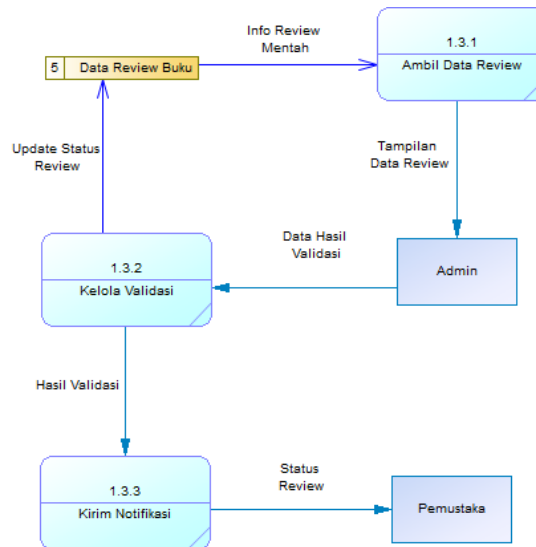 Info Review
Mentah
1.3.1
Ambil Data Review
5 Data Review Buku
Update Status
Review
Tampilan
Data Review
1.3.2
Kelola Validasi
Data Hasil
Validasi
Admin
Hasil Validasi
1.3.3
Kirim Notifikasi
Status
Review
Pemustaka